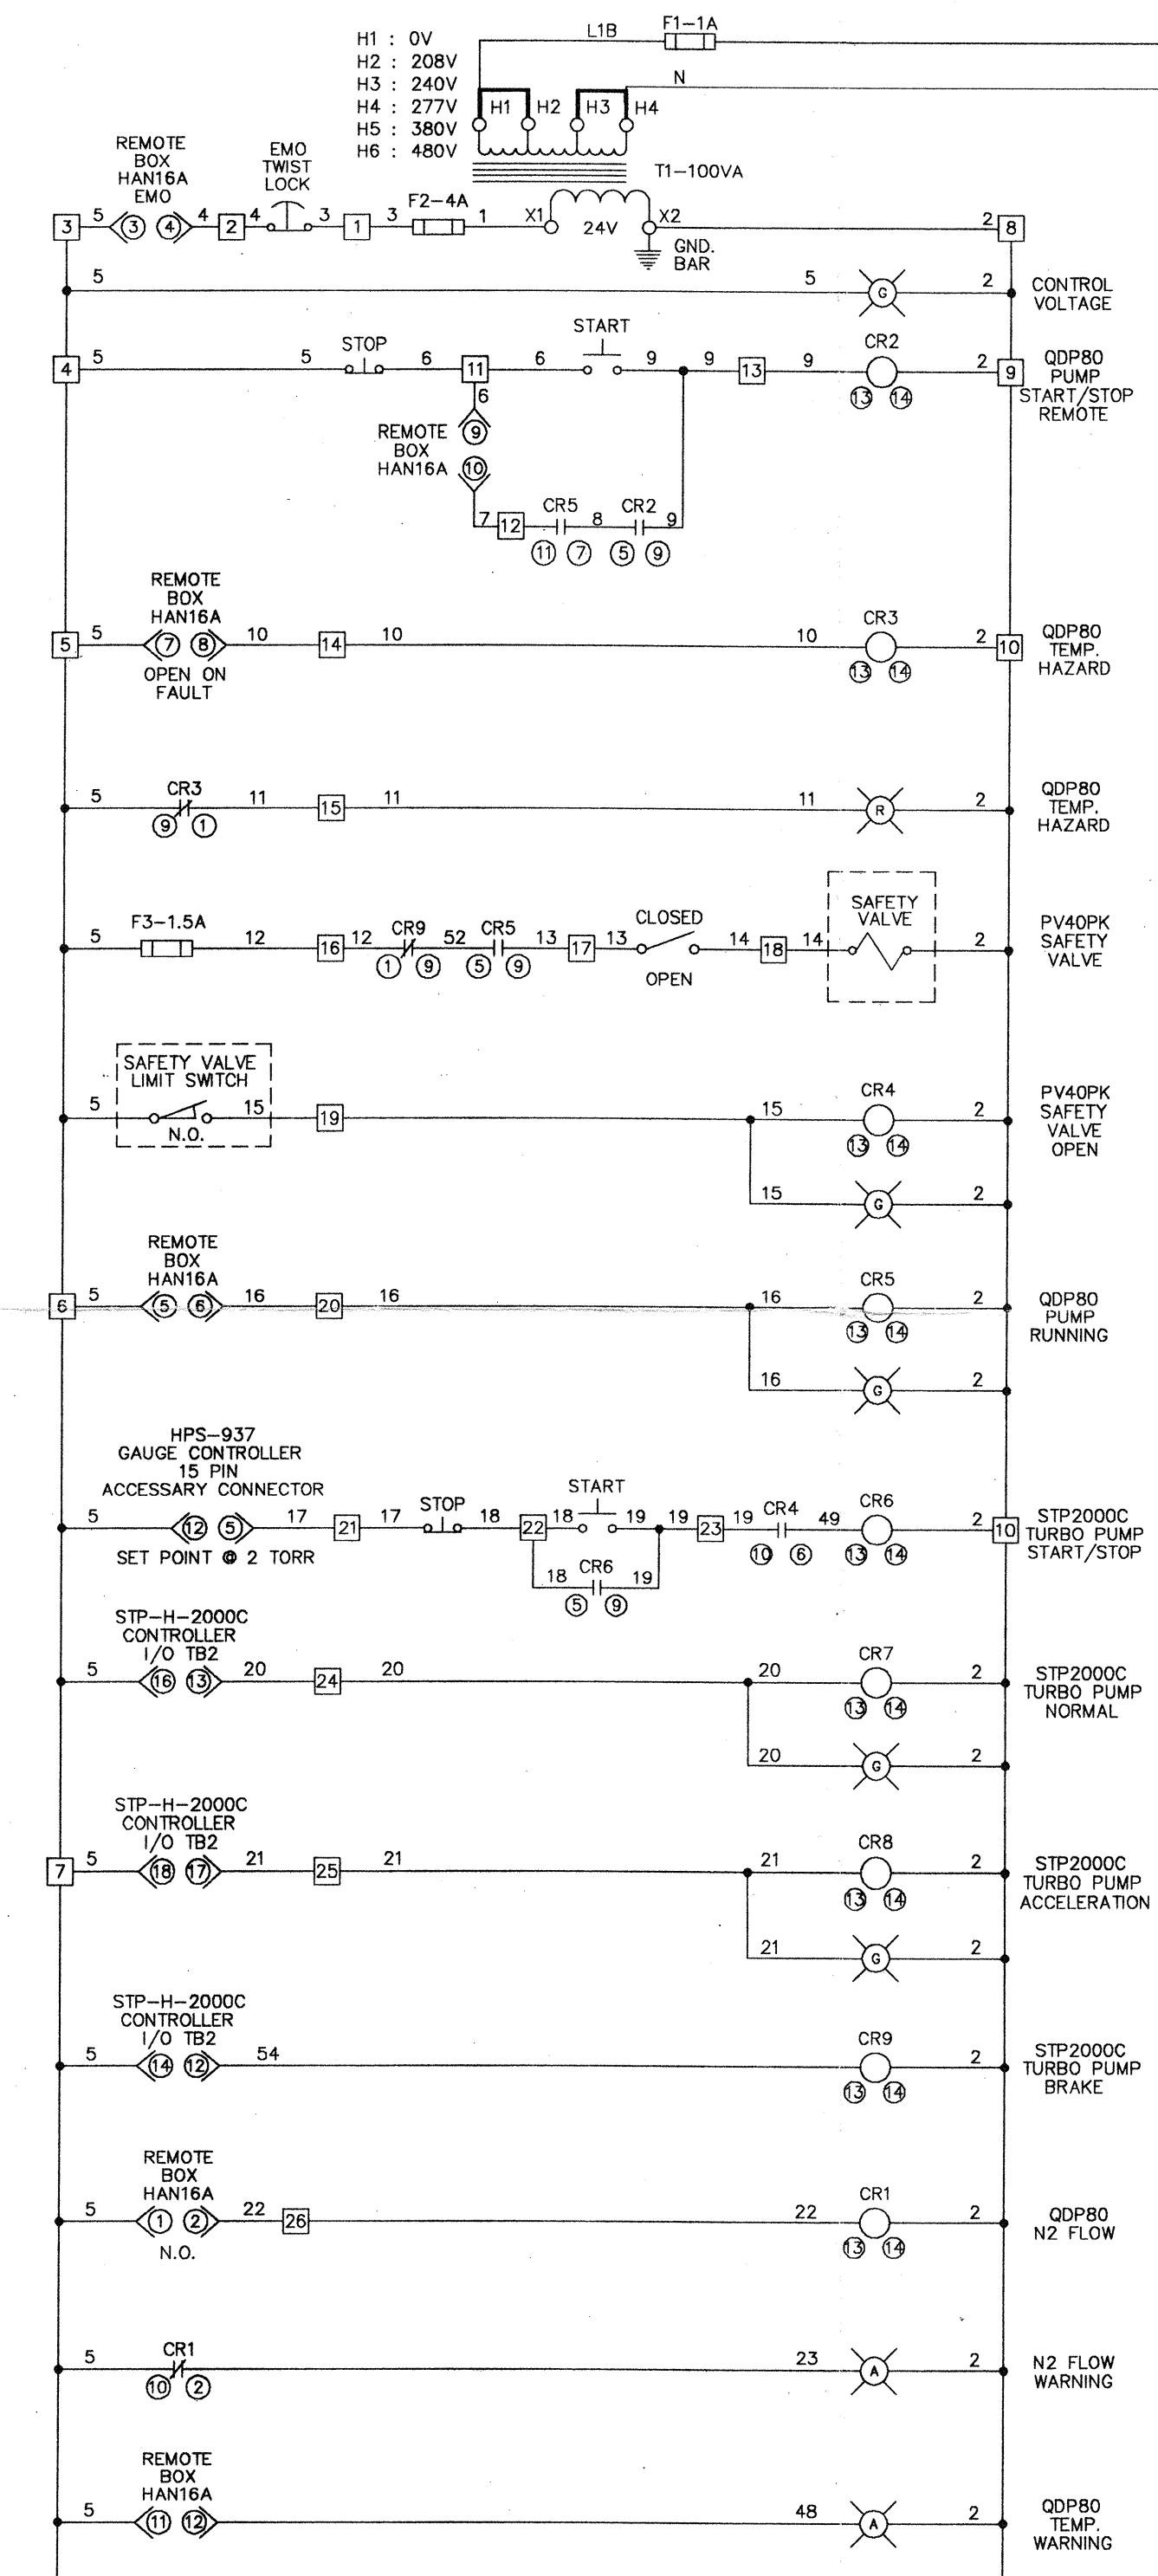 L1B F1-1A
H1 : 0V
H2 : 208V
H3 : 240V
H4 : 277V
H5 : 380V
H6 : 480V
N
H1 H2 H3 H4
T1-100VA
REMOTE
BOX
HAN16A
EMO
EMO
TWIST
LOCK
3 5 3 4 4 2 4 3 1 3 F2-4A 1 X1 24V X2 2 8
GND.
BAR
5 5 G 2
CONTROL
VOLTAGE
4 5 5 STOP 6 11 6 START 9 9 13 9 CR2 2 9
13 14
QDP80
PUMP
START/STOP
REMOTE
6
9
REMOTE
BOX
HAN16A
10
7 12 CR5 8 CR2 9
11 7 5 9
REMOTE
BOX
HAN16A
5 5 7 8 10 14 10 10 CR3 2 10
13 14
OPEN ON
FAULT
QDP80
TEMP.
HAZARD
5 CR3 11 15 11 11 R 2
9 1
QDP80
TEMP.
HAZARD
5 F3-1.5A 12 16 12 CR9 52 CR5 13 17 13 CLOSED 14 18 14 2
1 9 5 9
OPEN
SAFETY
VALVE
PV40PK
SAFETY
VALVE
SAFETY VALVE
LIMIT SWITCH
5 15 19 15 CR4 2
N.O.
13 14
PV40PK
SAFETY
VALVE
OPEN
15 G 2
REMOTE
BOX
HAN16A
6 5 5 6 16 20 16 16 CR5 2
13 14
QDP80
PUMP
RUNNING
16 G 2
HPS-937
GAUGE CONTROLLER
15 PIN
ACCESSARY CONNECTOR
5 12 5 17 21 17 STOP 18 22 18 START 19 19 23 19 CR4 49 CR6 2 10
10 6 13 14
SET POINT @ 2 TORR
18 CR6 19
5 9
STP2000C
TURBO PUMP
START/STOP
STP-H-2000C
CONTROLLER
I/O TB2
5 16 13 20 24 20 20 CR7 2
13 14
STP2000C
TURBO PUMP
NORMAL
20 G 2
STP-H-2000C
CONTROLLER
I/O TB2
7 5 18 17 21 25 21 21 CR8 2
13 14
STP2000C
TURBO PUMP
ACCELERATION
21 G 2
STP-H-2000C
CONTROLLER
I/O TB2
5 14 12 54 CR9 2
13 14
STP2000C
TURBO PUMP
BRAKE
REMOTE
BOX
HAN16A
5 1 2 22 26 22 CR1 2
N.O.
13 14
QDP80
N2 FLOW
5 CR1 23 A 2
10 2
N2 FLOW
WARNING
REMOTE
BOX
HAN16A
5 11 12 48 A 2
QDP80
TEMP.
WARNING